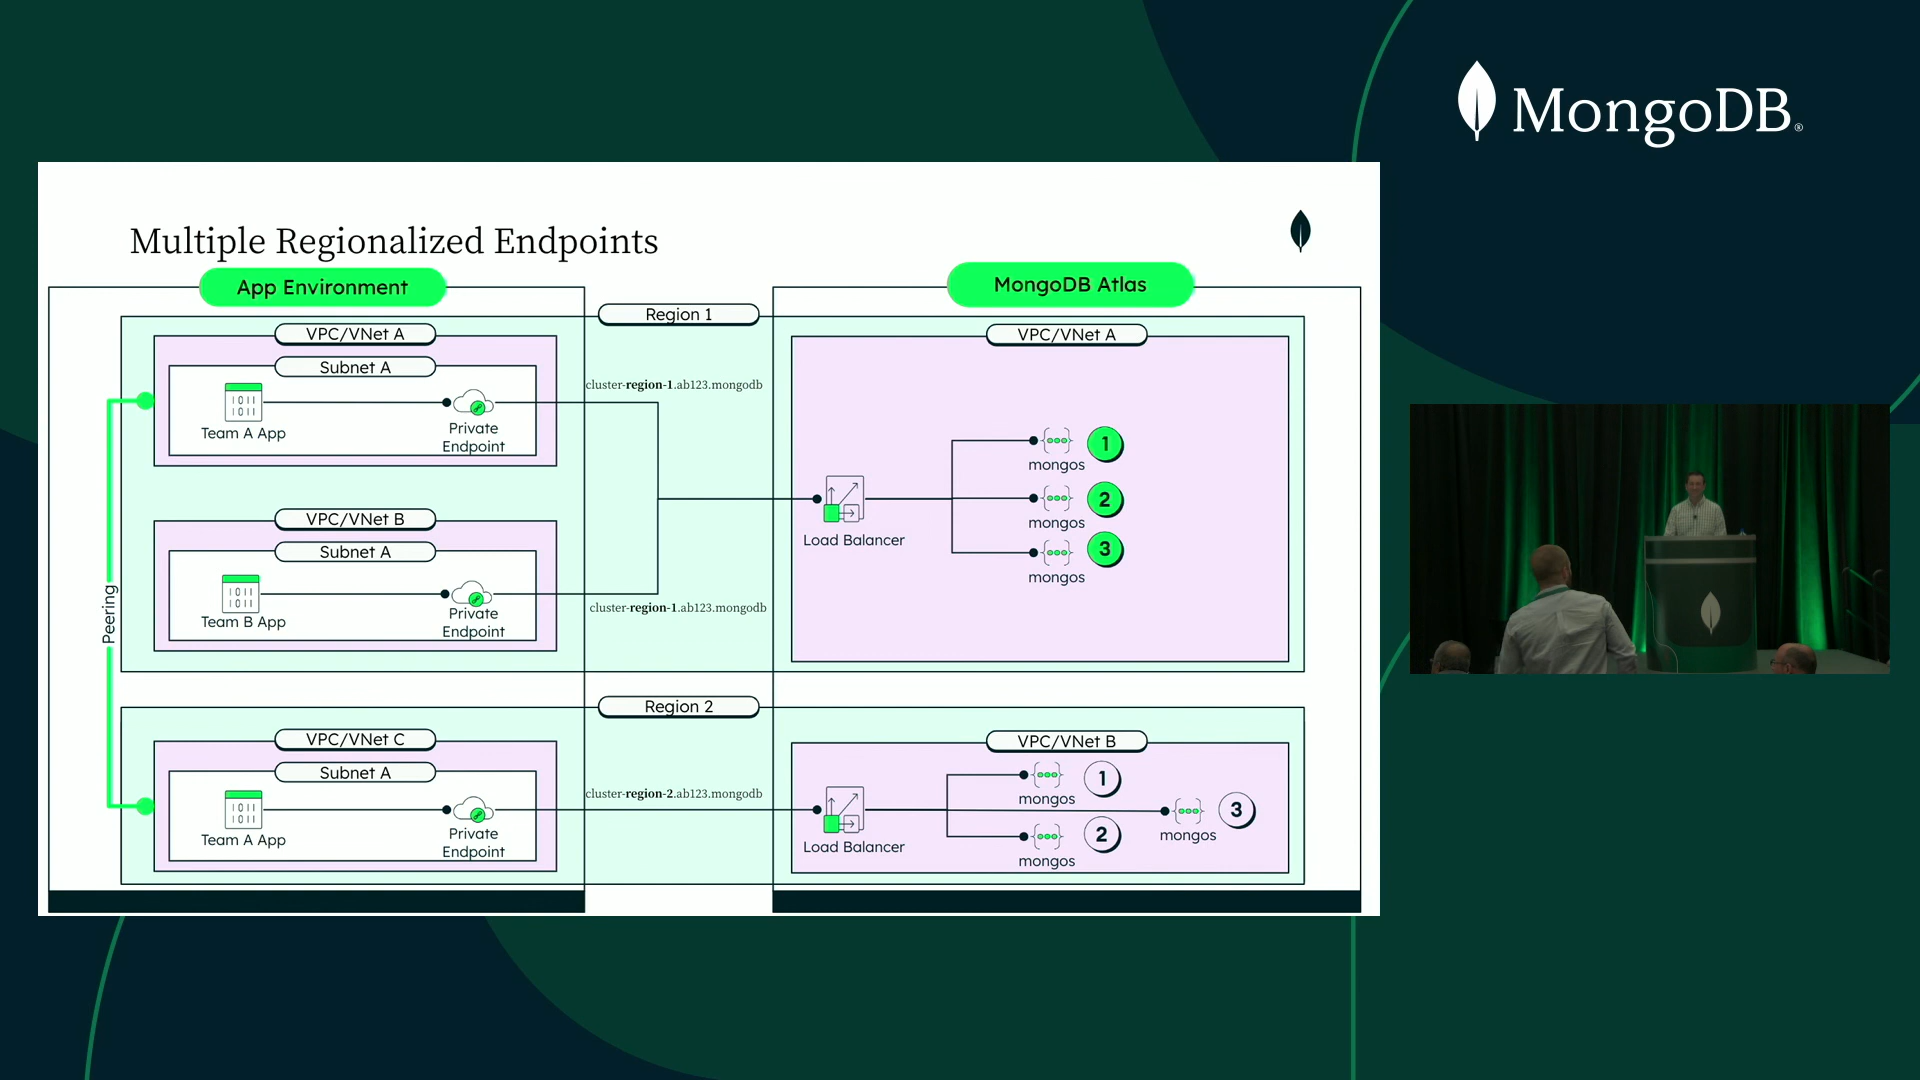 MongoDB®
Multiple Regionalized Endpoints
App Environment
MongoDB Atlas
Region 1
VPC/VNet A
Subnet A
Team A App
Private
Endpoint
cluster-region-1.ab123.mongodb
VPC/VNet B
Subnet A
Team B App
Private
Endpoint
cluster-region-1.ab123.mongodb
Peering
VPC/VNet A
Load Balancer
mongos
1
mongos
2
mongos
3
Region 2
VPC/VNet C
Subnet A
Team A App
Private
Endpoint
cluster-region-2.ab123.mongodb
VPC/VNet B
Load Balancer
mongos
1
mongos
2
mongos
3